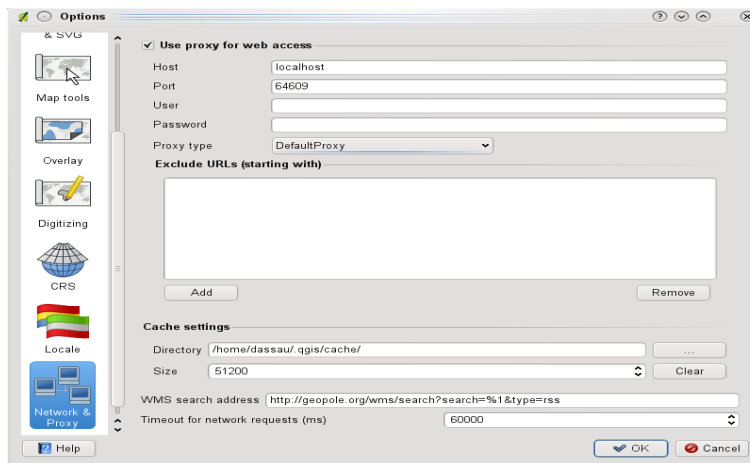 Options
& SVG
Map tools
Overlay
Digitizing
CRS
Locale
Network &
Proxy
Use proxy for web access
Host localhost
Port 64609
User
Password
Proxy type DefaultProxy
Exclude URLs (starting with)
Add Remove
Cache settings
Directory /home/dassau/.qgis/cache/ ...
Size 51200 Clear
WMS search address http://geopole.org/wms/search?search=%1&type=rss
Timeout for network requests (ms) 60000
Help OK Cancel